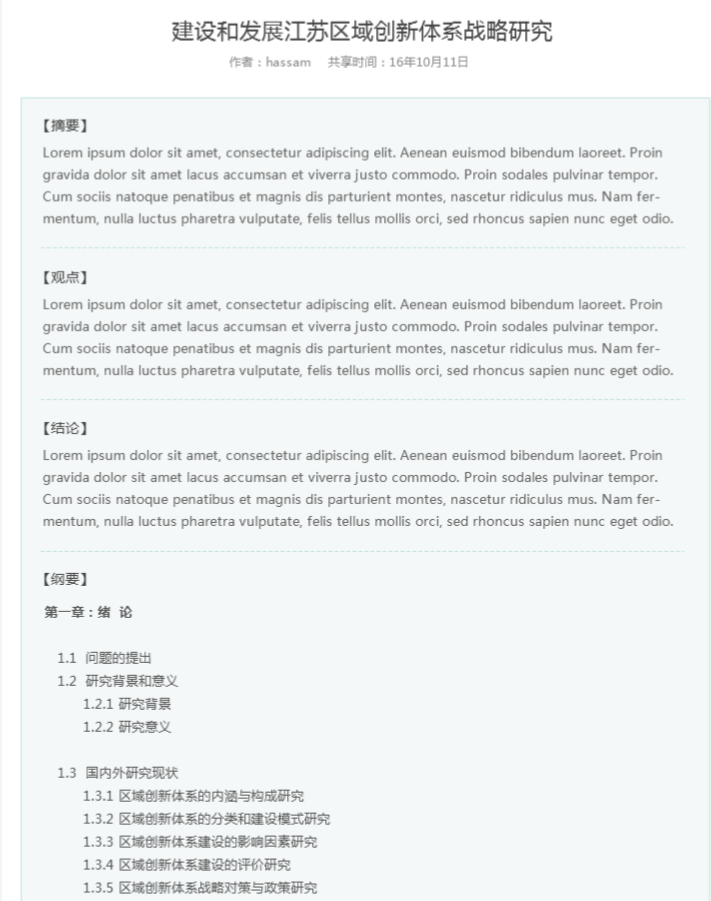 建设和发展江苏区域创新体系战略研究
作者：hassam 共享时间：16年10月11日
【摘要】
Lorem ipsum dolor sit amet, consectetur adipiscing elit. Aenean euismod bibendum laoreet. Proin
gravida dolor sit amet lacus accumsan et viverra justo commodo. Proin sodales pulvinar tempor.
Cum sociis natoque penatibus et magnis dis parturient montes, nascetur ridiculus mus. Nam fer-
mentum, nulla luctus pharetra vulputate, felis tellus mollis orci, sed rhoncus sapien nunc eget odio.
【观点】
Lorem ipsum dolor sit amet, consectetur adipiscing elit. Aenean euismod bibendum laoreet. Proin
gravida dolor sit amet lacus accumsan et viverra justo commodo. Proin sodales pulvinar tempor.
Cum sociis natoque penatibus et magnis dis parturient montes, nascetur ridiculus mus. Nam fer-
mentum, nulla luctus pharetra vulputate, felis tellus mollis orci, sed rhoncus sapien nunc eget odio.
【结论】
Lorem ipsum dolor sit amet, consectetur adipiscing elit. Aenean euismod bibendum laoreet. Proin
gravida dolor sit amet lacus accumsan et viverra justo commodo. Proin sodales pulvinar tempor.
Cum sociis natoque penatibus et magnis dis parturient montes, nascetur ridiculus mus. Nam fer-
mentum, nulla luctus pharetra vulputate, felis tellus mollis orci, sed rhoncus sapien nunc eget odio.
【纲要】
第一章：绪 论
1.1 问题的提出
1.2 研究背景和意义
1.2.1 研究背景
1.2.2 研究意义
1.3 国内外研究现状
1.3.1 区域创新体系的内涵与构成研究
1.3.2 区域创新体系的分类和建设模式研究
1.3.3 区域创新体系建设的影响因素研究
1.3.4 区域创新体系建设的评价研究
1.3.5 区域创新体系战略对策与政策研究